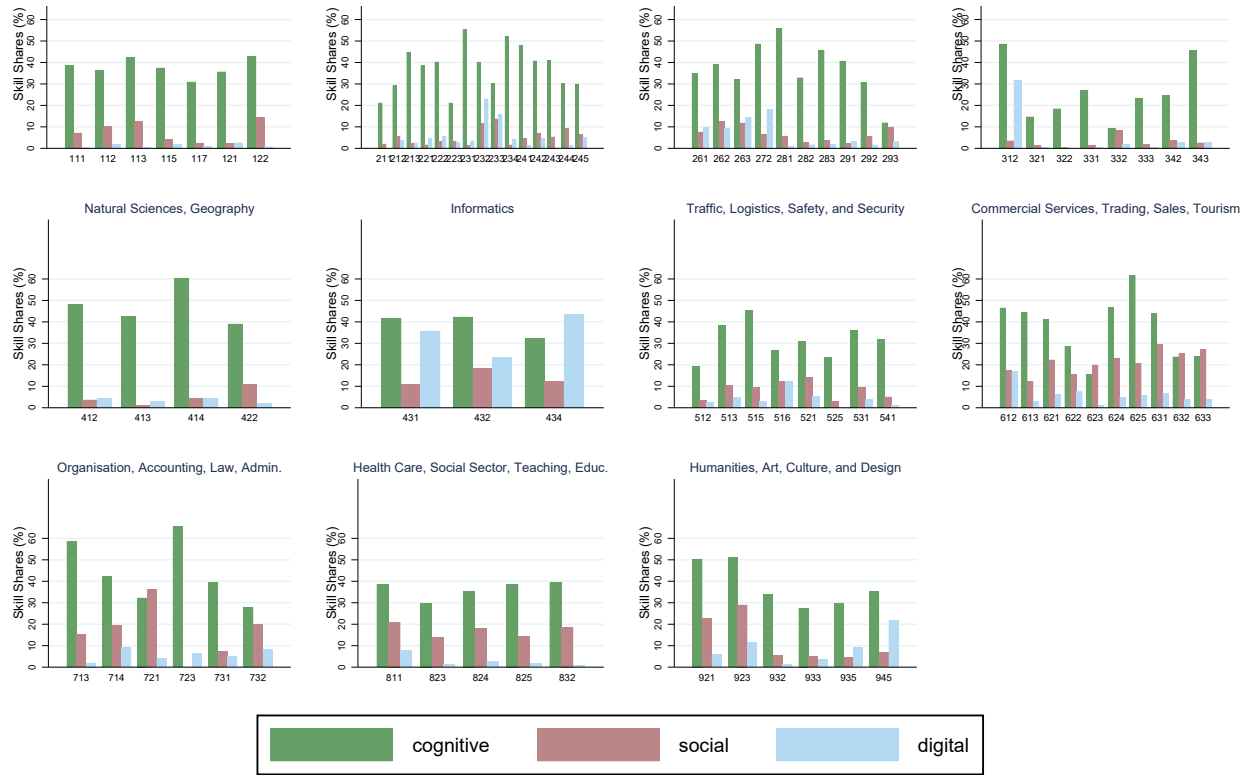 Skill Shares (%)
0 10 20 30 40 50 60
111 112 113 115 117 121 122
Skill Shares (%)
0 10 20 30 40 50 60
211 212 213 221 222 223 231 232 233 234 241 242 243 244 245
Skill Shares (%)
0 10 20 30 40 50 60
261 262 263 272 281 282 283 291 292 293
Skill Shares (%)
0 10 20 30 40 50 60
312 321 322 331 332 333 342 343
Natural Sciences, Geography
Skill Shares (%)
0 10 20 30 40 50 60
412 413 414 422
Informatics
Skill Shares (%)
0 10 20 30 40 50 60
431 432 434
Traffic, Logistics, Safety, and Security
Skill Shares (%)
0 10 20 30 40 50 60
512 513 515 516 521 525 531 541
Commercial Services, Trading, Sales, Tourism
Skill Shares (%)
0 10 20 30 40 50 60
612 613 621 622 623 624 625 631 632 633
Organisation, Accounting, Law, Admin.
Skill Shares (%)
0 10 20 30 40 50 60
713 714 721 723 731 732
Health Care, Social Sector, Teaching, Educ.
Skill Shares (%)
0 10 20 30 40 50 60
811 823 824 825 832
Humanities, Art, Culture, and Design
Skill Shares (%)
0 10 20 30 40 50 60
921 923 932 933 935 945
cognitive social digital